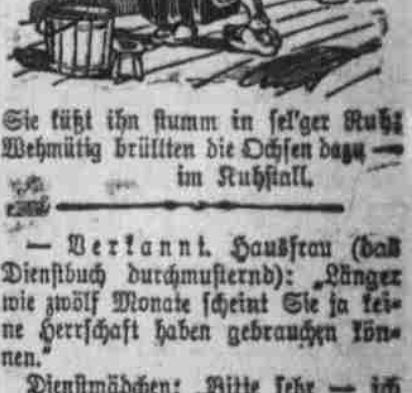 Sie küßt ihn stumm in sel'ger Ruh;
Wehmütig brüllten die Ochsen dazu —
im Kuhstall.
— Verkannt. Hausfrau (das
Dienstbuch durchmusternd): „Länger
wie zwölf Monate scheint Sie ja kei-
ne Herrschaft haben gebrauchen kön-
nen.“
Dienstmädchen: „Bitte sehr — ich